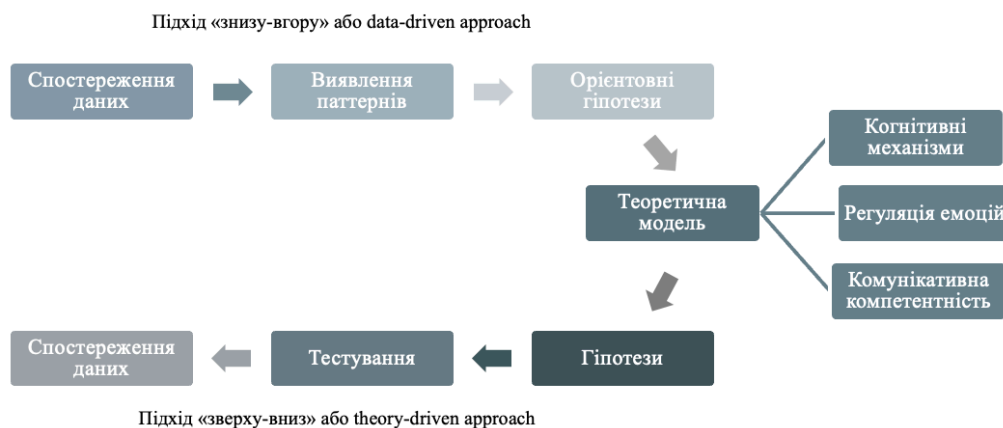 Підхід «знизу-вгору» або data-driven approach
Спостереження
даних
Виявлення
паттернів
Орієнтовні
гіпотези
Теоретична
модель
Когнітивні
механізми
Регуляція емоцій
Комунікативна
компетентність
Гіпотези
Тестування
Спостереження
даних
Підхід «зверху-вниз» або theory-driven approach